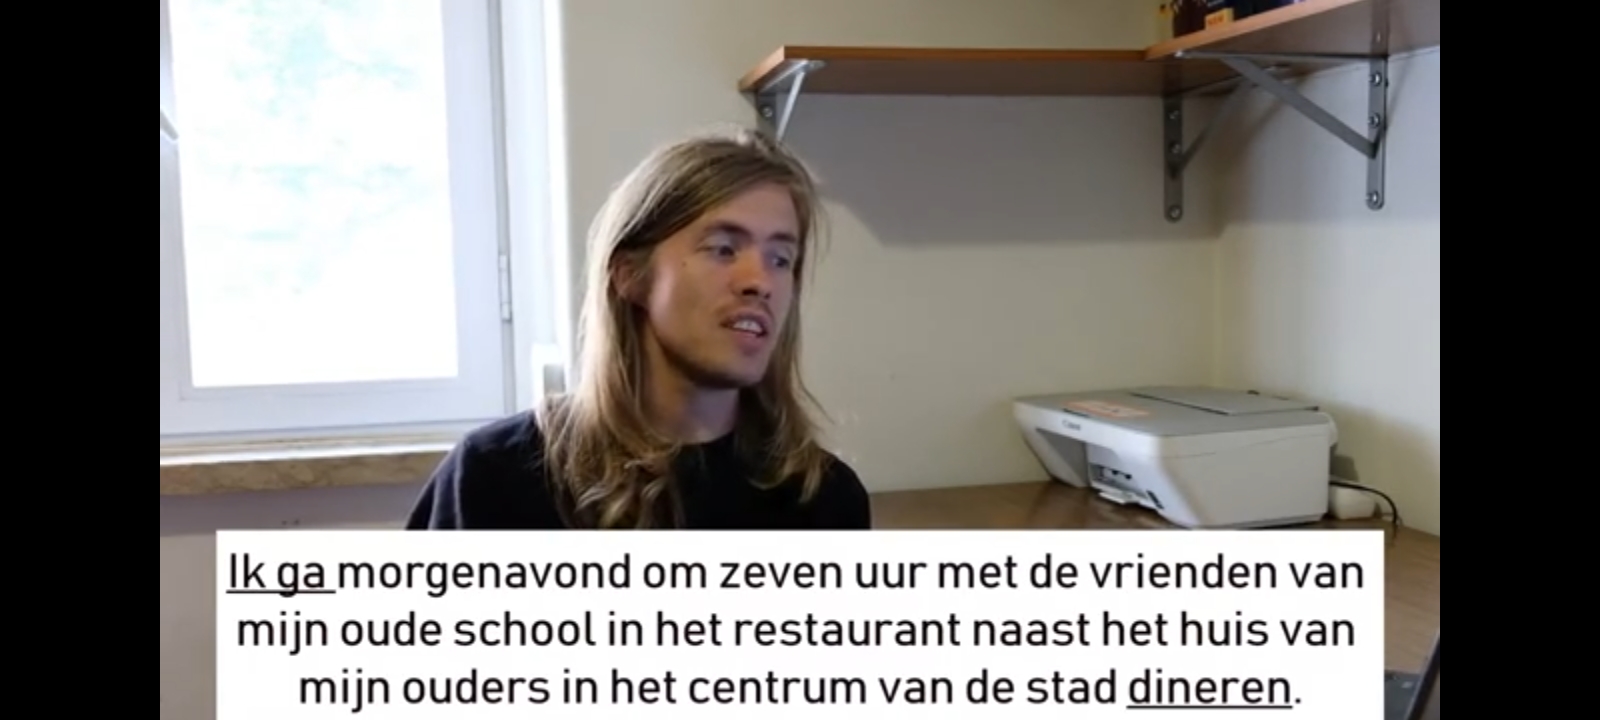 Canon
Ik ga morgenavond om zeven uur met de vrienden van
mijn oude school in het restaurant naast het huis van
mijn ouders in het centrum van de stad dineren.